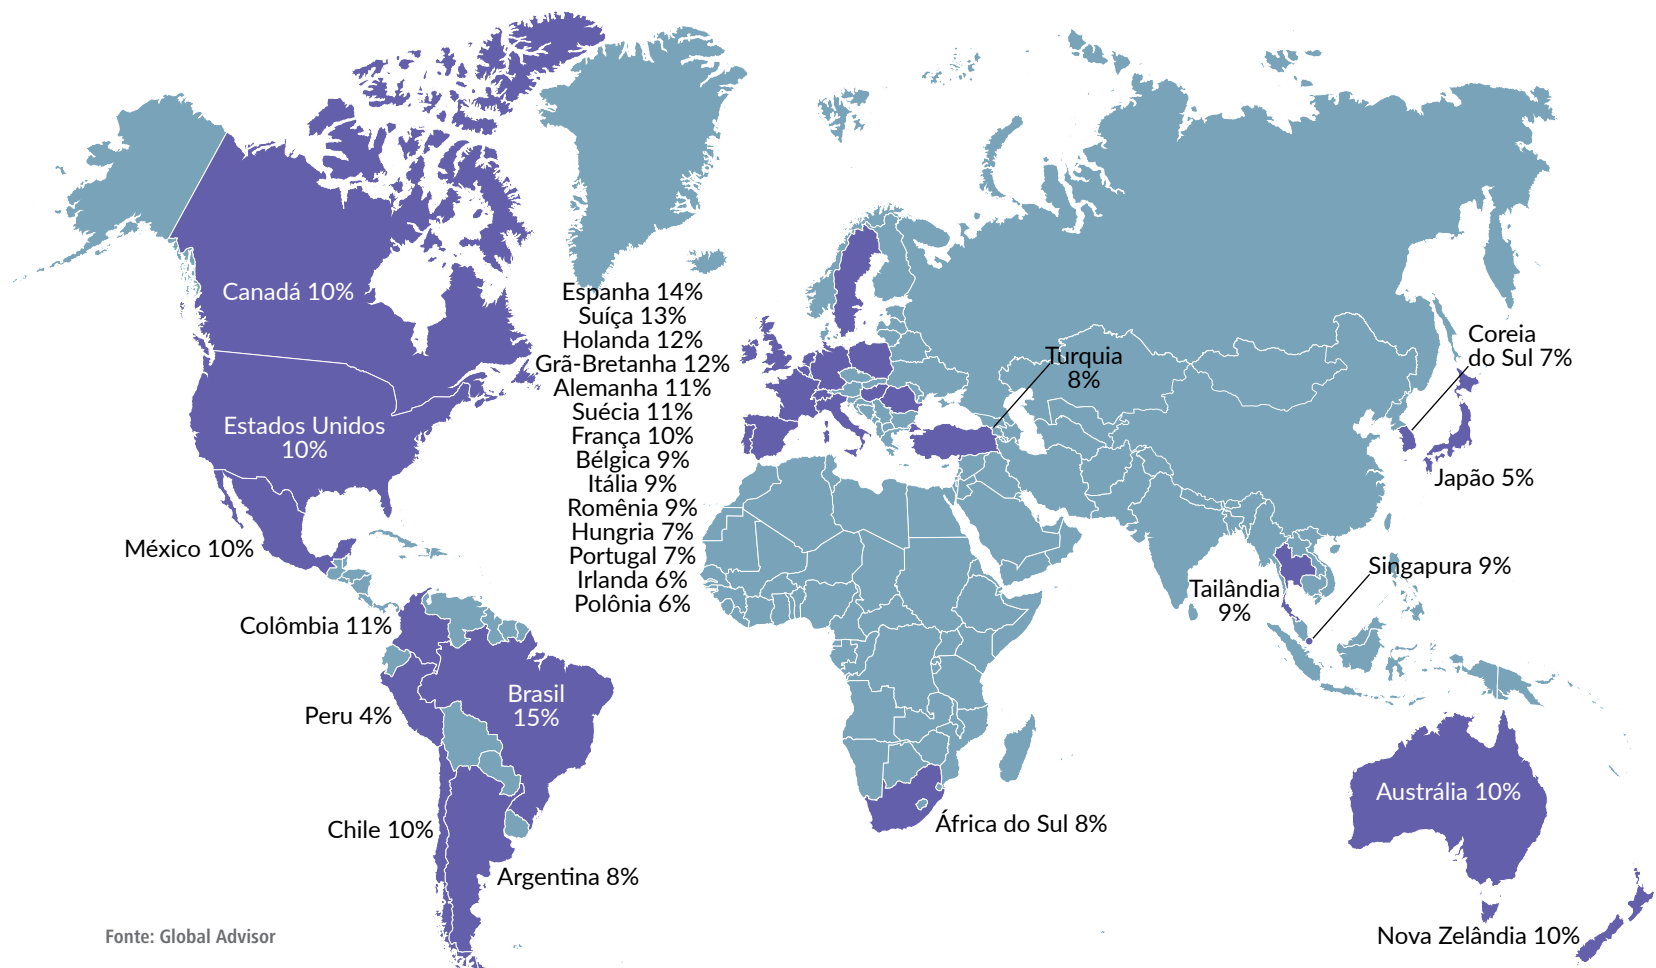 Canadá 10%
Estados Unidos
10%
México 10%
Colômbia 11%
Peru 4%
Brasil
15%
Chile 10%
Argentina 8%
Espanha 14%
Suíça 13%
Holanda 12%
Grã-Bretanha 12%
Alemanha 11%
Suécia 11%
França 10%
Bélgica 9%
Itália 9%
Romênia 9%
Hungria 7%
Portugal 7%
Irlanda 6%
Polônia 6%
Turquia
8%
África do Sul 8%
Coreia
do Sul 7%
Japão 5%
Singapura 9%
Tailândia
9%
Austrália 10%
Nova Zelândia 10%
Fonte: Global Advisor